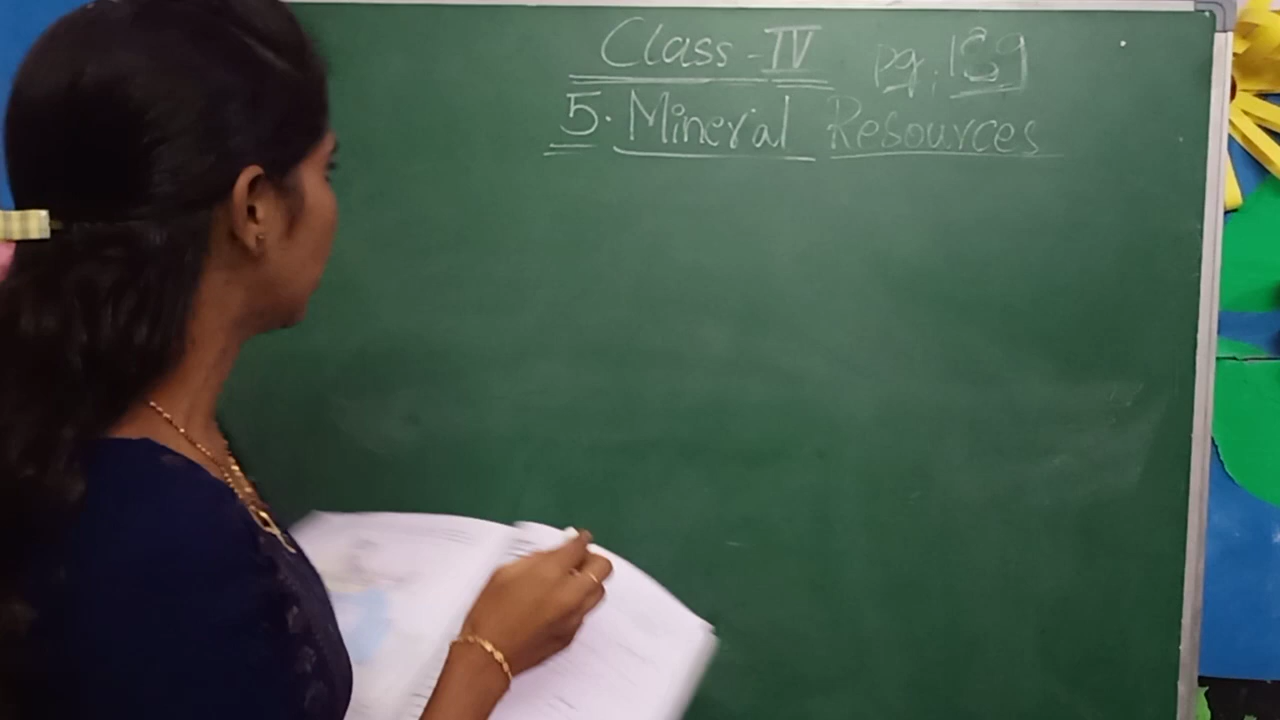 Class - IV pg. 189
5. Mineral Resources